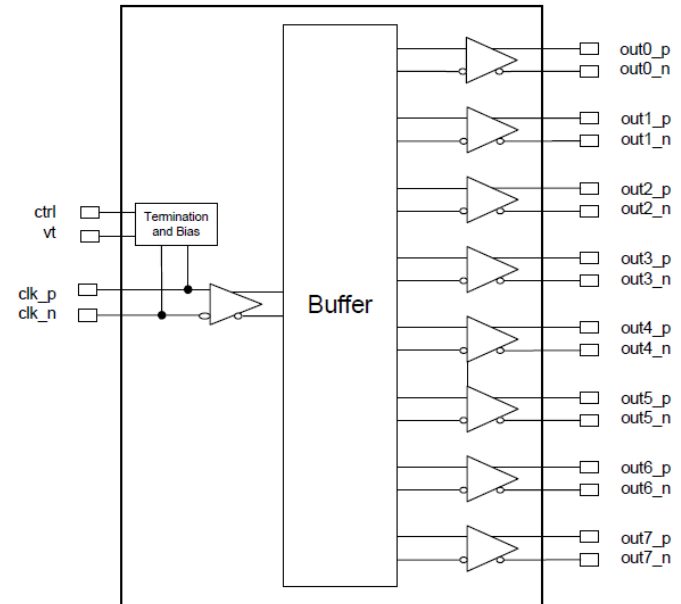 out0_p
out0_n
out1_p
out1_n
out2_p
out2_n
ctrl
vt
Termination
and Bias
out3_p
out3_n
clk_p
clk_n
Buffer
out4_p
out4_n
out5_p
out5_n
out6_p
out6_n
out7_p
out7_n